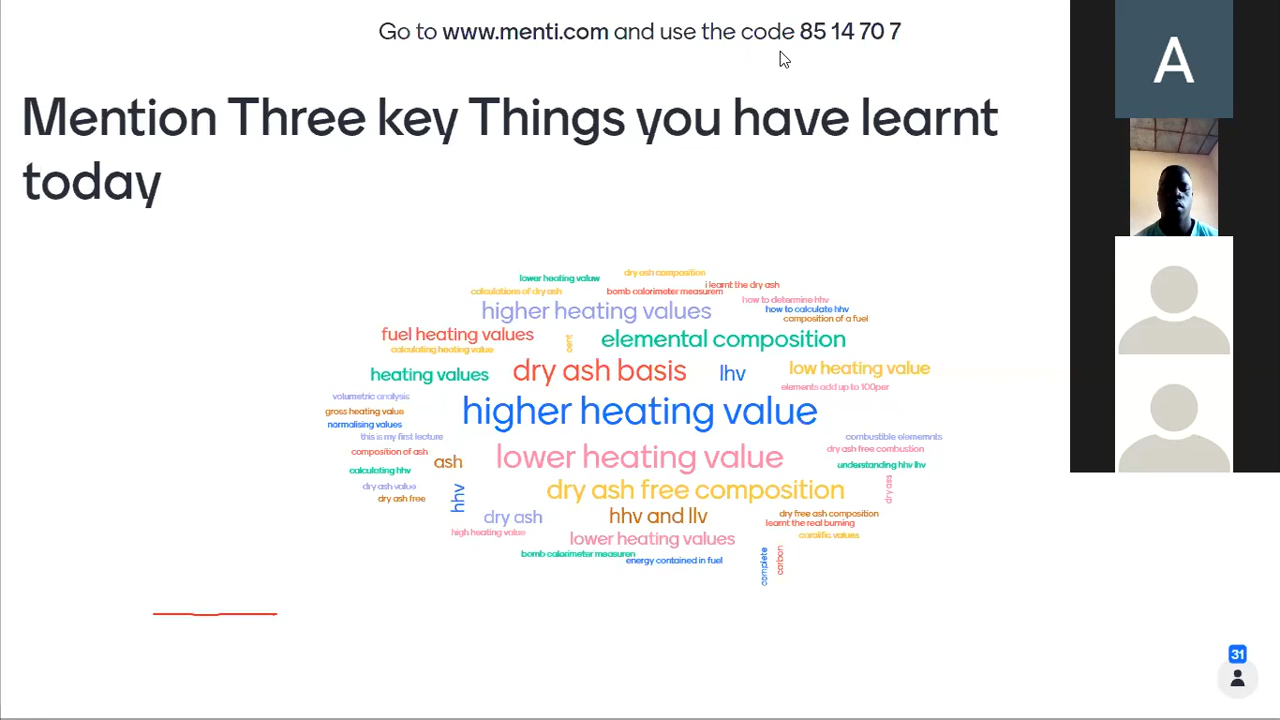 Go to www.menti.com and use the code 85 14 70 7
A
Mention Three key Things you have learnt
today
lower heating valuw
dry ash composition
calculations of dry ash
bomb calorimeter measurem
i learnt the dry ash
how to determine hhv
higher heating values
how to calculate hhv
composition of a fuel
fuel heating values
cent
elemental composition
calculating heating value
heating values
dry ash basis
lhv
low heating value
elements add up to 100per
volumetric analysis
gross heating value
higher heating value
normalising values
this is my first lecture
combustible elememnts
composition of ash
ash
lower heating value
dry ash free combustion
calculating hhv
understanding hhv lhv
dry ash value
dry ash free
hhv
dry ash free composition
dry ass
dry ash
hhv and llv
dry free ash composition
learnt the real burning
high heating value
lower heating values
caroliific values
bomb calorimeter measuren
energy contained in fuel
complete
carbon
31